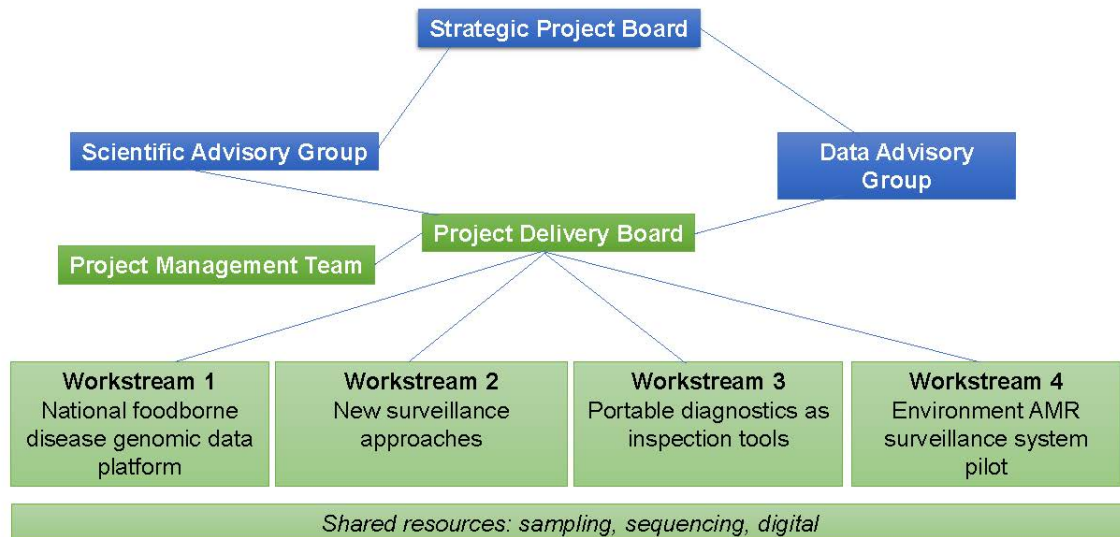 Strategic Project Board
Scientific Advisory Group
Data Advisory
Group
Project Delivery Board
Project Management Team
Workstream 1
National foodborne
disease genomic data
platform
Workstream 2
New surveillance
approaches
Workstream 3
Portable diagnostics as
inspection tools
Workstream 4
Environment AMR
surveillance system
pilot
Shared resources: sampling, sequencing, digital